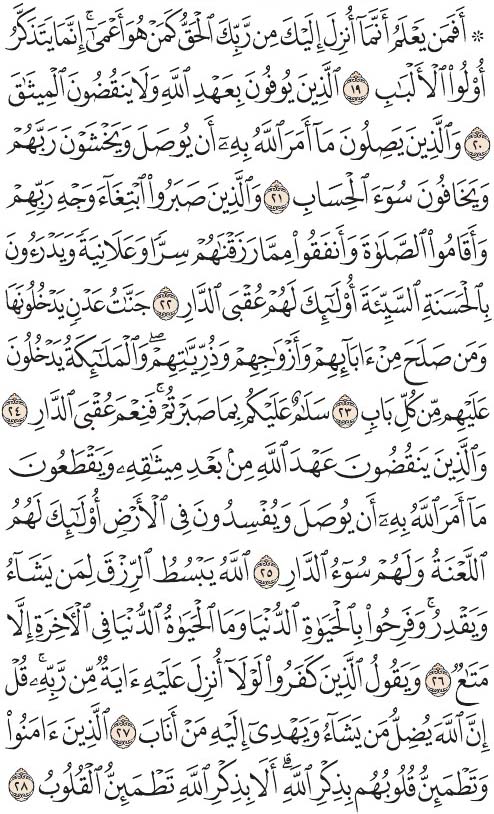 ۞ أَفَمَن يَعْلَمُ أَنَّمَآ أُنزِلَ إِلَيْكَ مِن رَّبِّكَ ٱلْحَقُّ كَمَنْ هُوَ أَعْمَىٰٓۚ إِنَّمَا يَتَذَكَّرُ
أُو۟لُوا۟ ٱلْأَلْبَـٰبِ ١٩ ٱلَّذِينَ يُوفُونَ بِعَهْدِ ٱللَّهِ وَلَا يَنقُضُونَ ٱلْمِيثَـٰقَ
٢٠ وَٱلَّذِينَ يَصِلُونَ مَآ أَمَرَ ٱللَّهُ بِهِۦٓ أَن يُوصَلَ وَيَخْشَوْنَ رَبَّهُمْ
وَيَخَافُونَ سُوٓءَ ٱلْحِسَابِ ٢١ وَٱلَّذِينَ صَبَرُوا۟ ٱبْتِغَآءَ وَجْهِ رَبِّهِمْ
وَأَقَامُوا۟ ٱلصَّلَوٰةَ وَأَنفَقُوا۟ مِمَّا رَزَقْنَـٰهُمْ سِرًّا وَعَلَانِيَةً وَيَدْرَءُونَ
بِٱلْحَسَنَةِ ٱلسَّيِّئَةَ أُو۟لَـٰٓئِكَ لَهُمْ عُقْبَى ٱلدَّارِ ٢٢ جَنَّـٰتُ عَدْنٍ يَدْخُلُونَهَا
وَمَن صَلَحَ مِنْ ءَابَآئِهِمْ وَأَزْوَٰجِهِمْ وَذُرِّيَّـٰتِهِمْۖ وَٱلْمَلَـٰٓئِكَةُ يَدْخُلُونَ
عَلَيْهِم مِّن كُلِّ بَابٍ ٢٣ سَلَـٰمٌ عَلَيْكُم بِمَا صَبَرْتُمْۚ فَنِعْمَ عُقْبَى ٱلدَّارِ ٢٤
وَٱلَّذِينَ يَنقُضُونَ عَهْدَ ٱللَّهِ مِنۢ بَعْدِ مِيثَـٰقِهِۦ وَيَقْطَعُونَ
مَآ أَمَرَ ٱللَّهُ بِهِۦٓ أَن يُوصَلَ وَيُفْسِدُونَ فِى ٱلْأَرْضِۙ أُو۟لَـٰٓئِكَ لَهُمُ
ٱللَّعْنَةُ وَلَهُمْ سُوٓءُ ٱلدَّارِ ٢٥ ٱللَّهُ يَبْسُطُ ٱلرِّزْقَ لِمَن يَشَآءُ
وَيَقْدِرُۚ وَفَرِحُوا۟ بِٱلْحَيَوٰةِ ٱلدُّنْيَا وَمَا ٱلْحَيَوٰةُ ٱلدُّنْيَا فِى ٱلْـَٔاخِرَةِ إِلَّا
مَتَـٰعٌ ٢٦ وَيَقُولُ ٱلَّذِينَ كَفَرُوا۟ لَوْلَآ أُنزِلَ عَلَيْهِ ءَايَةٌ مِّن رَّبِّهِۦۗ قُلْ
إِنَّ ٱللَّهَ يُضِلُّ مَن يَشَآءُ وَيَهْدِىٓ إِلَيْهِ مَنْ أَنَابَ ٢٧ ٱلَّذِينَ ءَامَنُوا۟
وَتَطْمَئِنُّ قُلُوبُهُم بِذِكْرِ ٱللَّهِۗ أَلَا بِذِكْرِ ٱللَّهِ تَطْمَئِنُّ ٱلْقُلُوبُ ٢٨